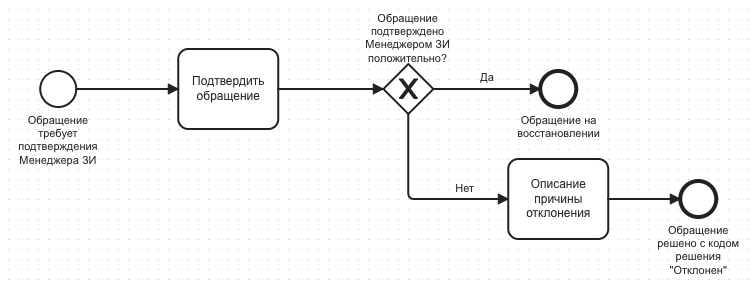 Обращение
подтверждено
Менеджером ЗИ
положительно?
Подтвердить
обращение
Да
Обращение
требует
подтверждения
Менеджера ЗИ
Обращение на
восстановлении
Нет
Описание
причины
отклонения
Обращение
решено с кодом
решения
"Отклонен"